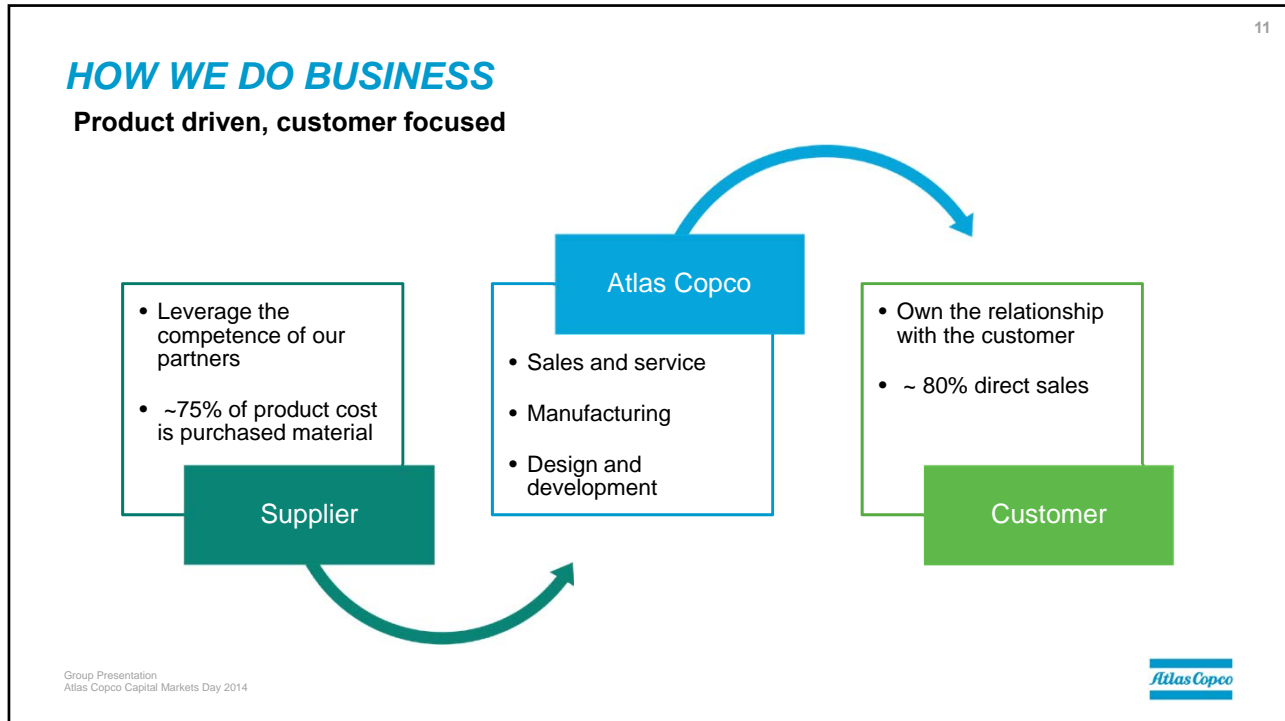 11
HOW WE DO BUSINESS
Product driven, customer focused
• Leverage the
competence of our
partners
• ~75% of product cost
is purchased material
Supplier
Atlas Copco
• Sales and service
• Manufacturing
• Design and
development
• Own the relationship
with the customer
• ~ 80% direct sales
Customer
Group Presentation
Atlas Copco Capital Markets Day 2014
Atlas Copco